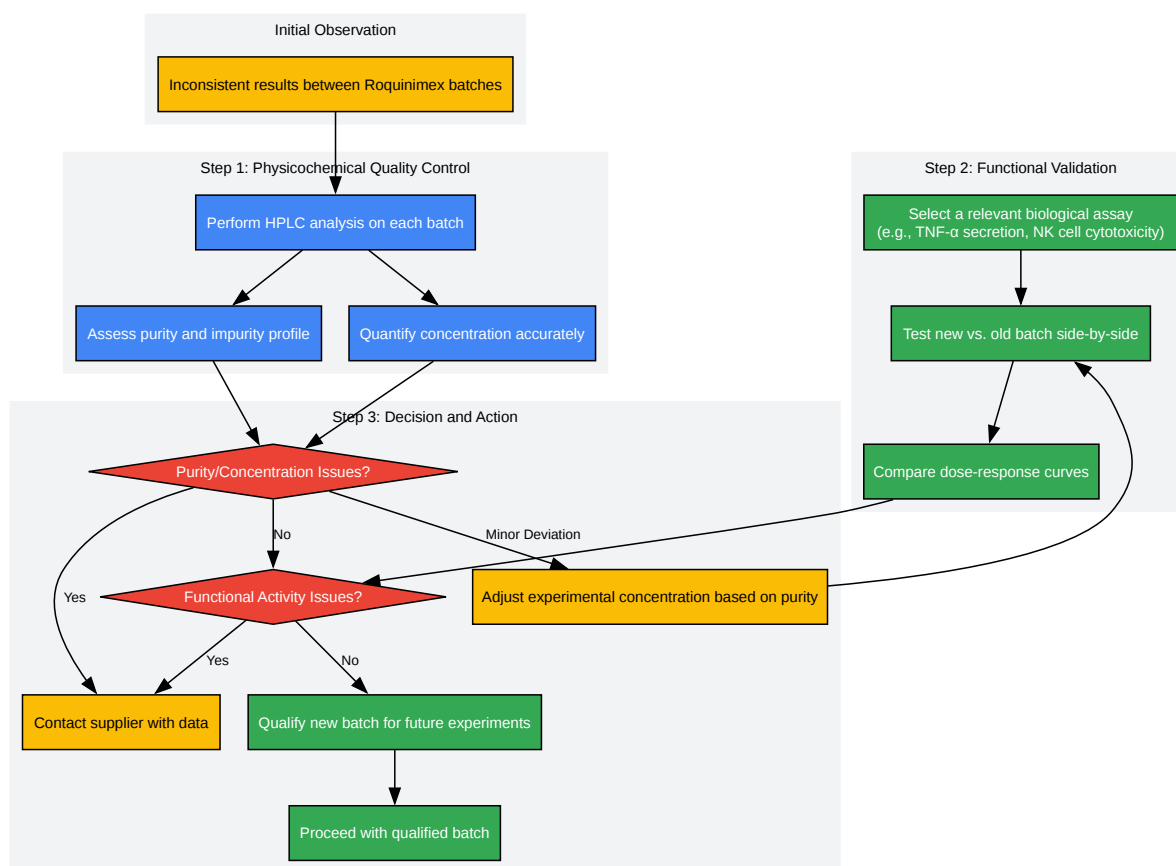 Initial Observation
Inconsistent results between Roquinimex batches
Step 1: Physicochemical Quality Control
Perform HPLC analysis on each batch
Assess purity and impurity profile
Quantify concentration accurately
Step 2: Functional Validation
Select a relevant biological assay
(e.g., TNF-α secretion, NK cell cytotoxicity)
Test new vs. old batch side-by-side
Compare dose-response curves
Step 3: Decision and Action
Purity/Concentration Issues?
No
Minor Deviation
Yes
Functional Activity Issues?
Adjust experimental concentration based on purity
Yes
No
Contact supplier with data
Qualify new batch for future experiments
Proceed with qualified batch